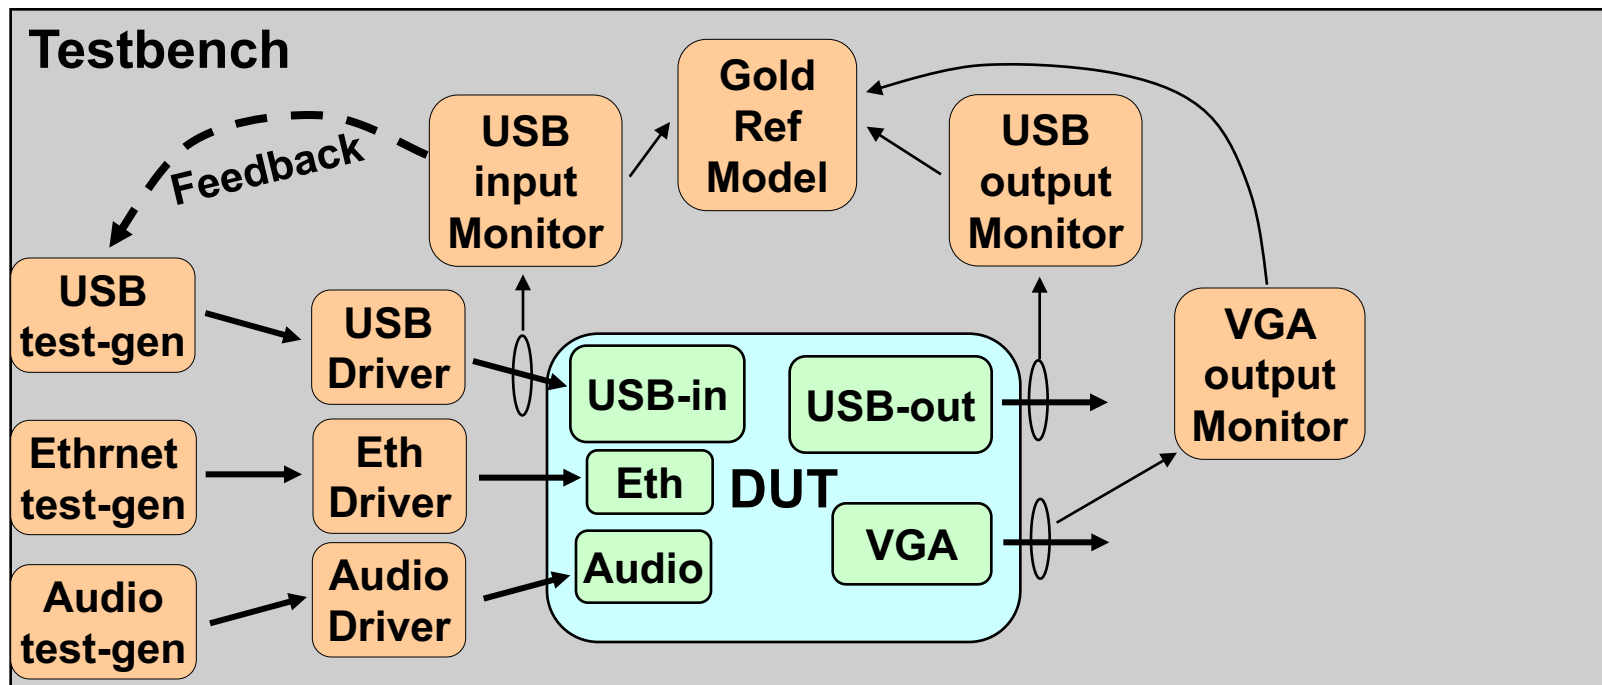 Testbench
Gold
Ref
Model
USB
input
Monitor
USB
output
Monitor
Feedback
USB
test-gen
USB
Driver
VGA
output
Monitor
USB-in
USB-out
Ethrnet
test-gen
Eth
Driver
Eth
DUT
VGA
Audio
test-gen
Audio
Driver
Audio